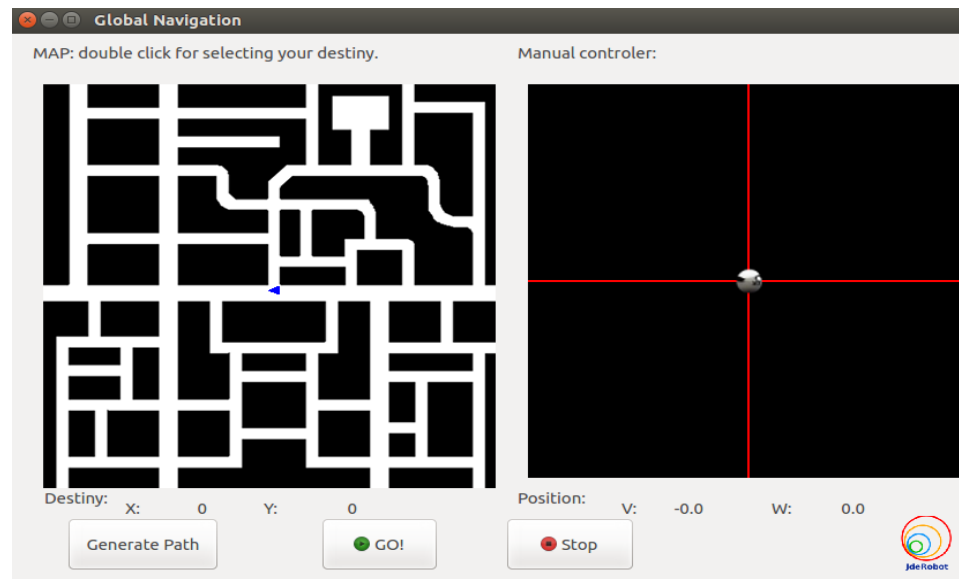 Global Navigation
MAP: double click for selecting your destiny.
Manual controler:
Destiny:
X: 0 Y: 0
Position:
V: -0.0 W: 0.0
Generate Path
GO!
Stop
JdeRobot